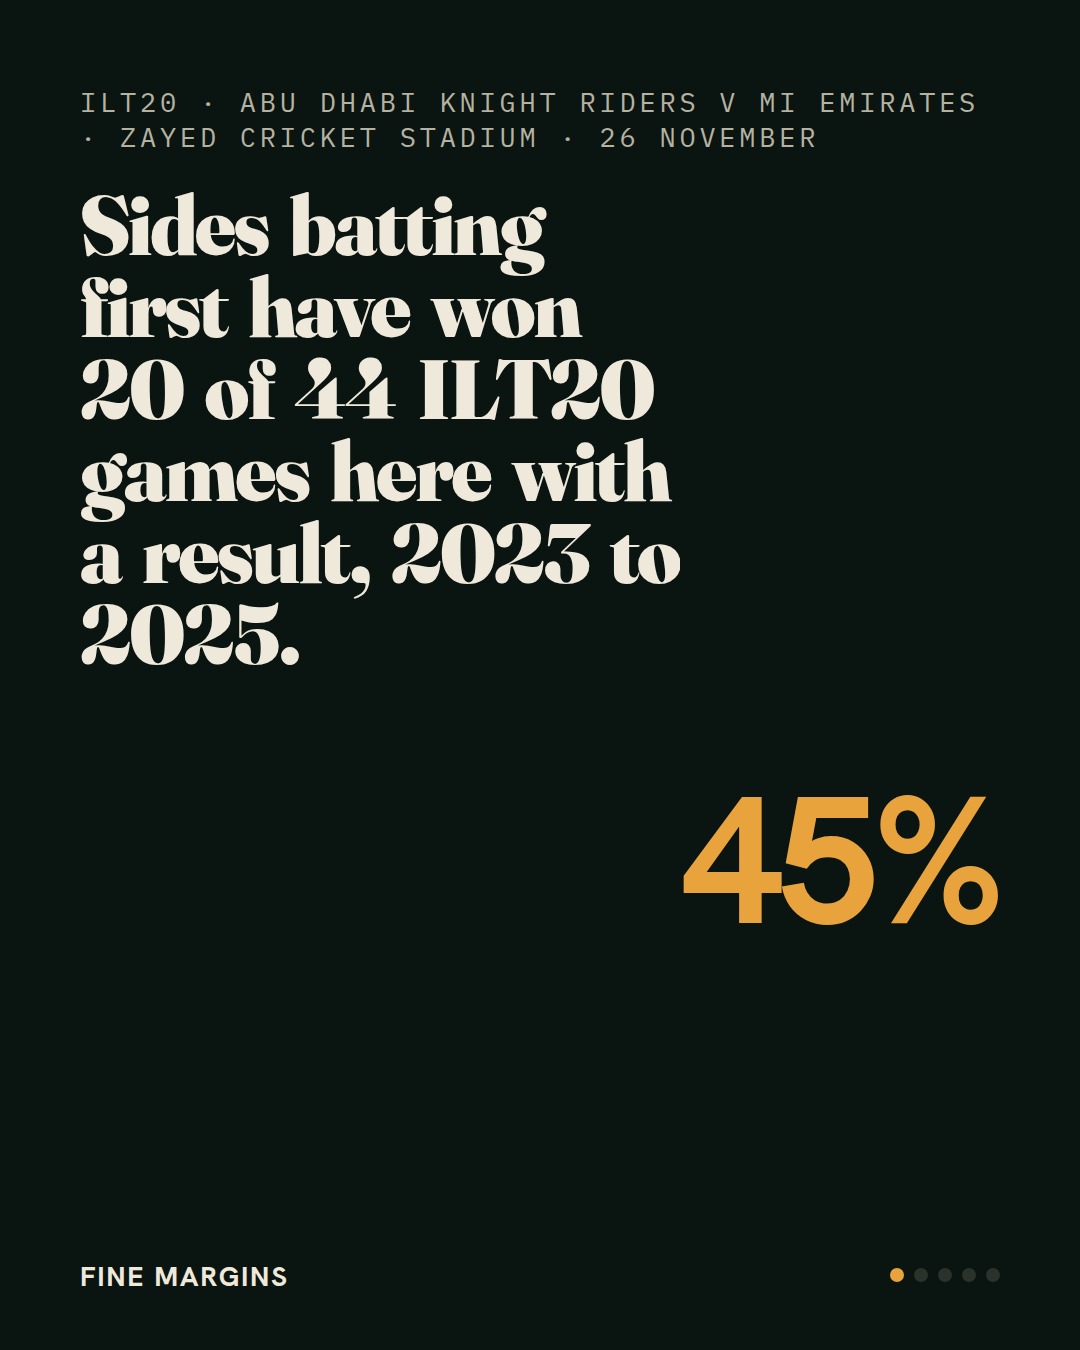 ILT20 · ABU DHABI KNIGHT RIDERS V MI EMIRATES
· ZAYED CRICKET STADIUM · 26 NOVEMBER
Sides batting
first have won
20 of 44 ILT20
games here with
a result, 2023 to
2025.
45%
FINE MARGINS